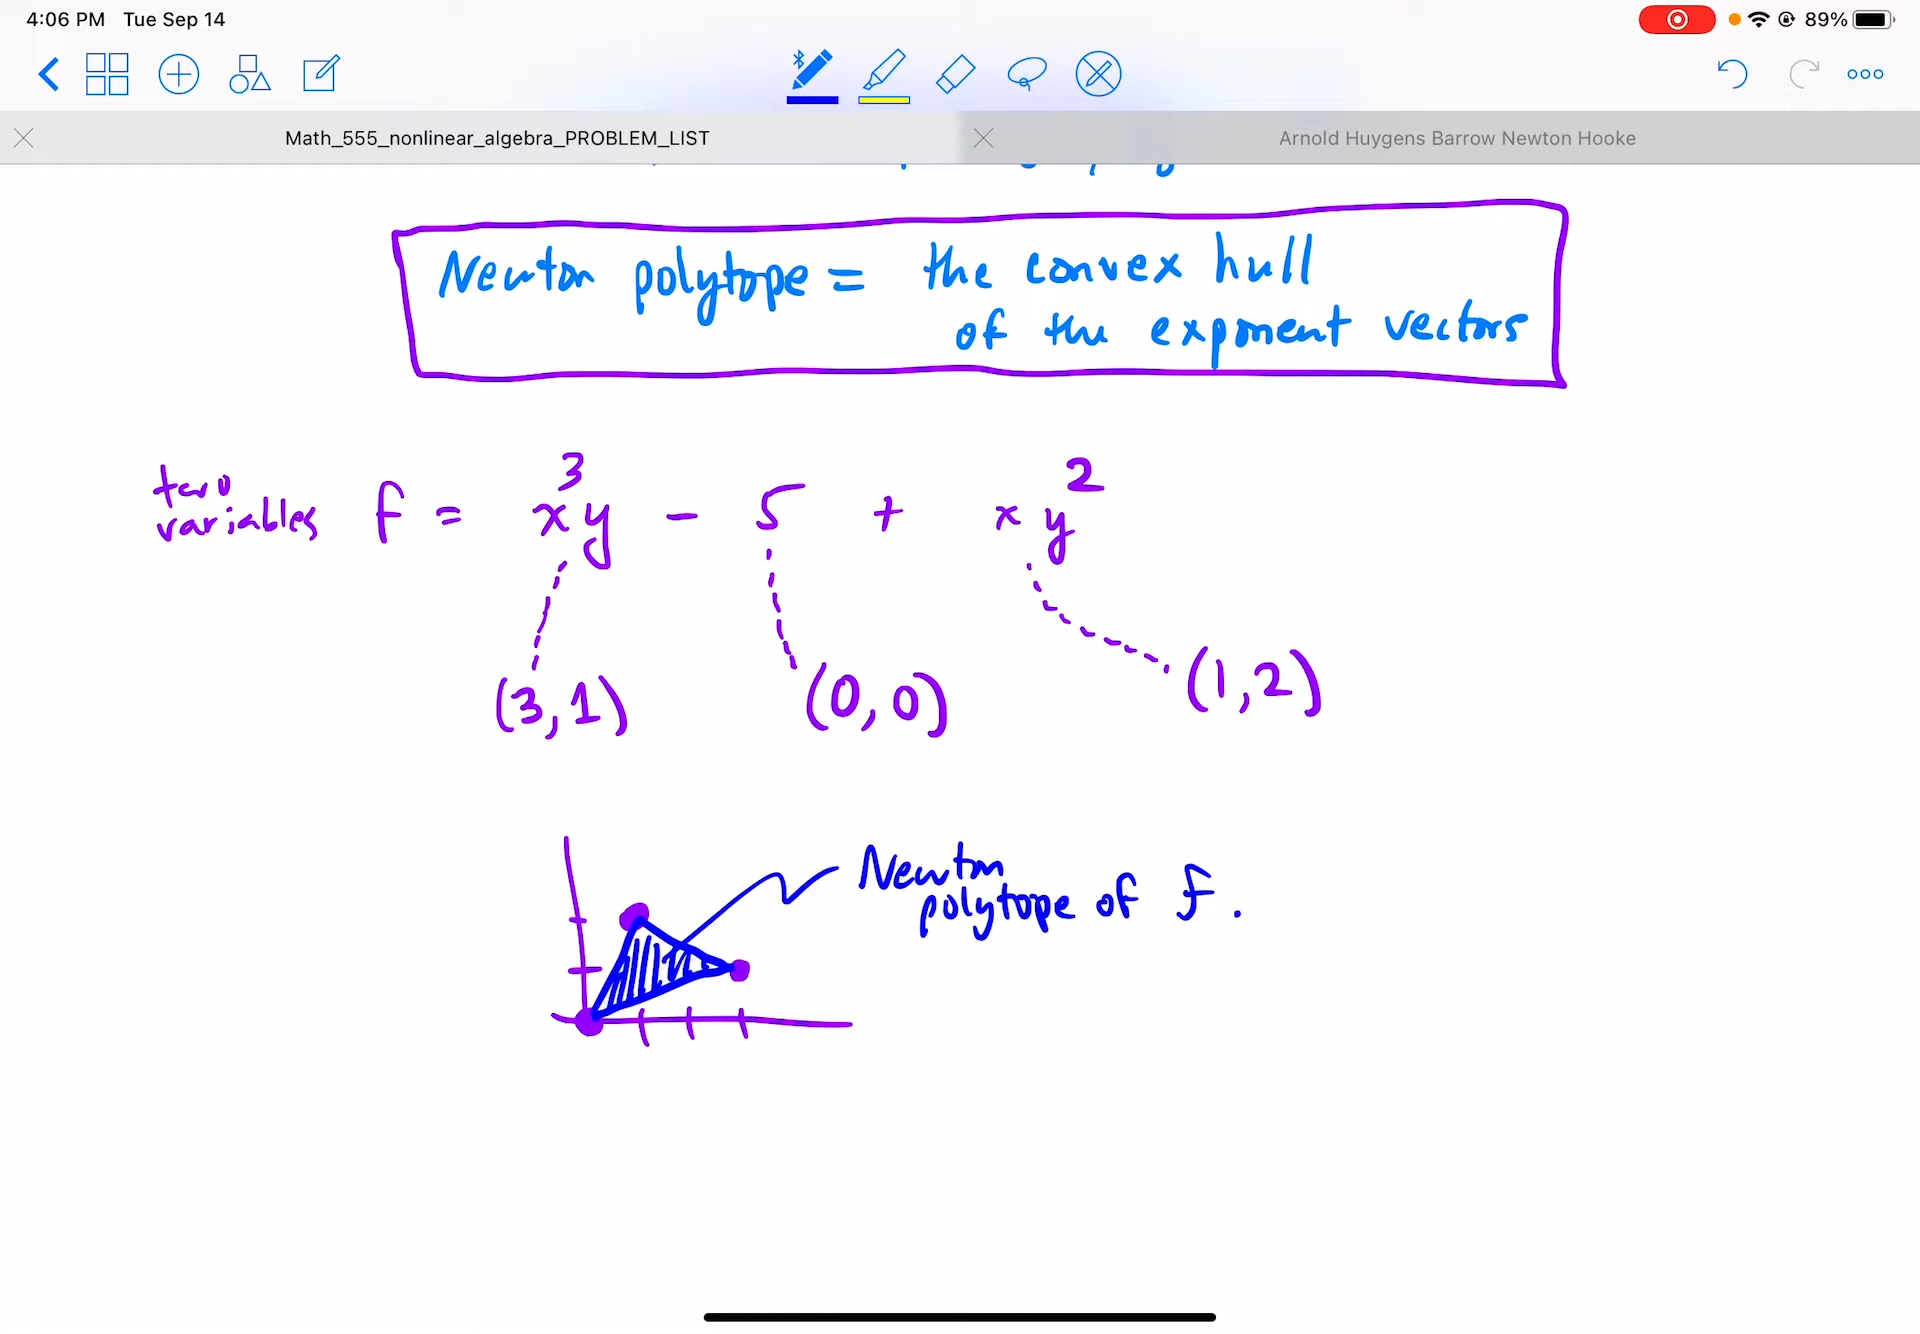 4:06 PM Tue Sep 14
89%
Math_555_nonlinear_algebra_PROBLEM_LIST
Arnold Huygens Barrow Newton Hooke
Newton polytope = the convex hull
of the exponent vectors
two
variables
f = x³y - 5 + xy²
(3,1) (0,0) (1,2)
Newton
polytope of f.